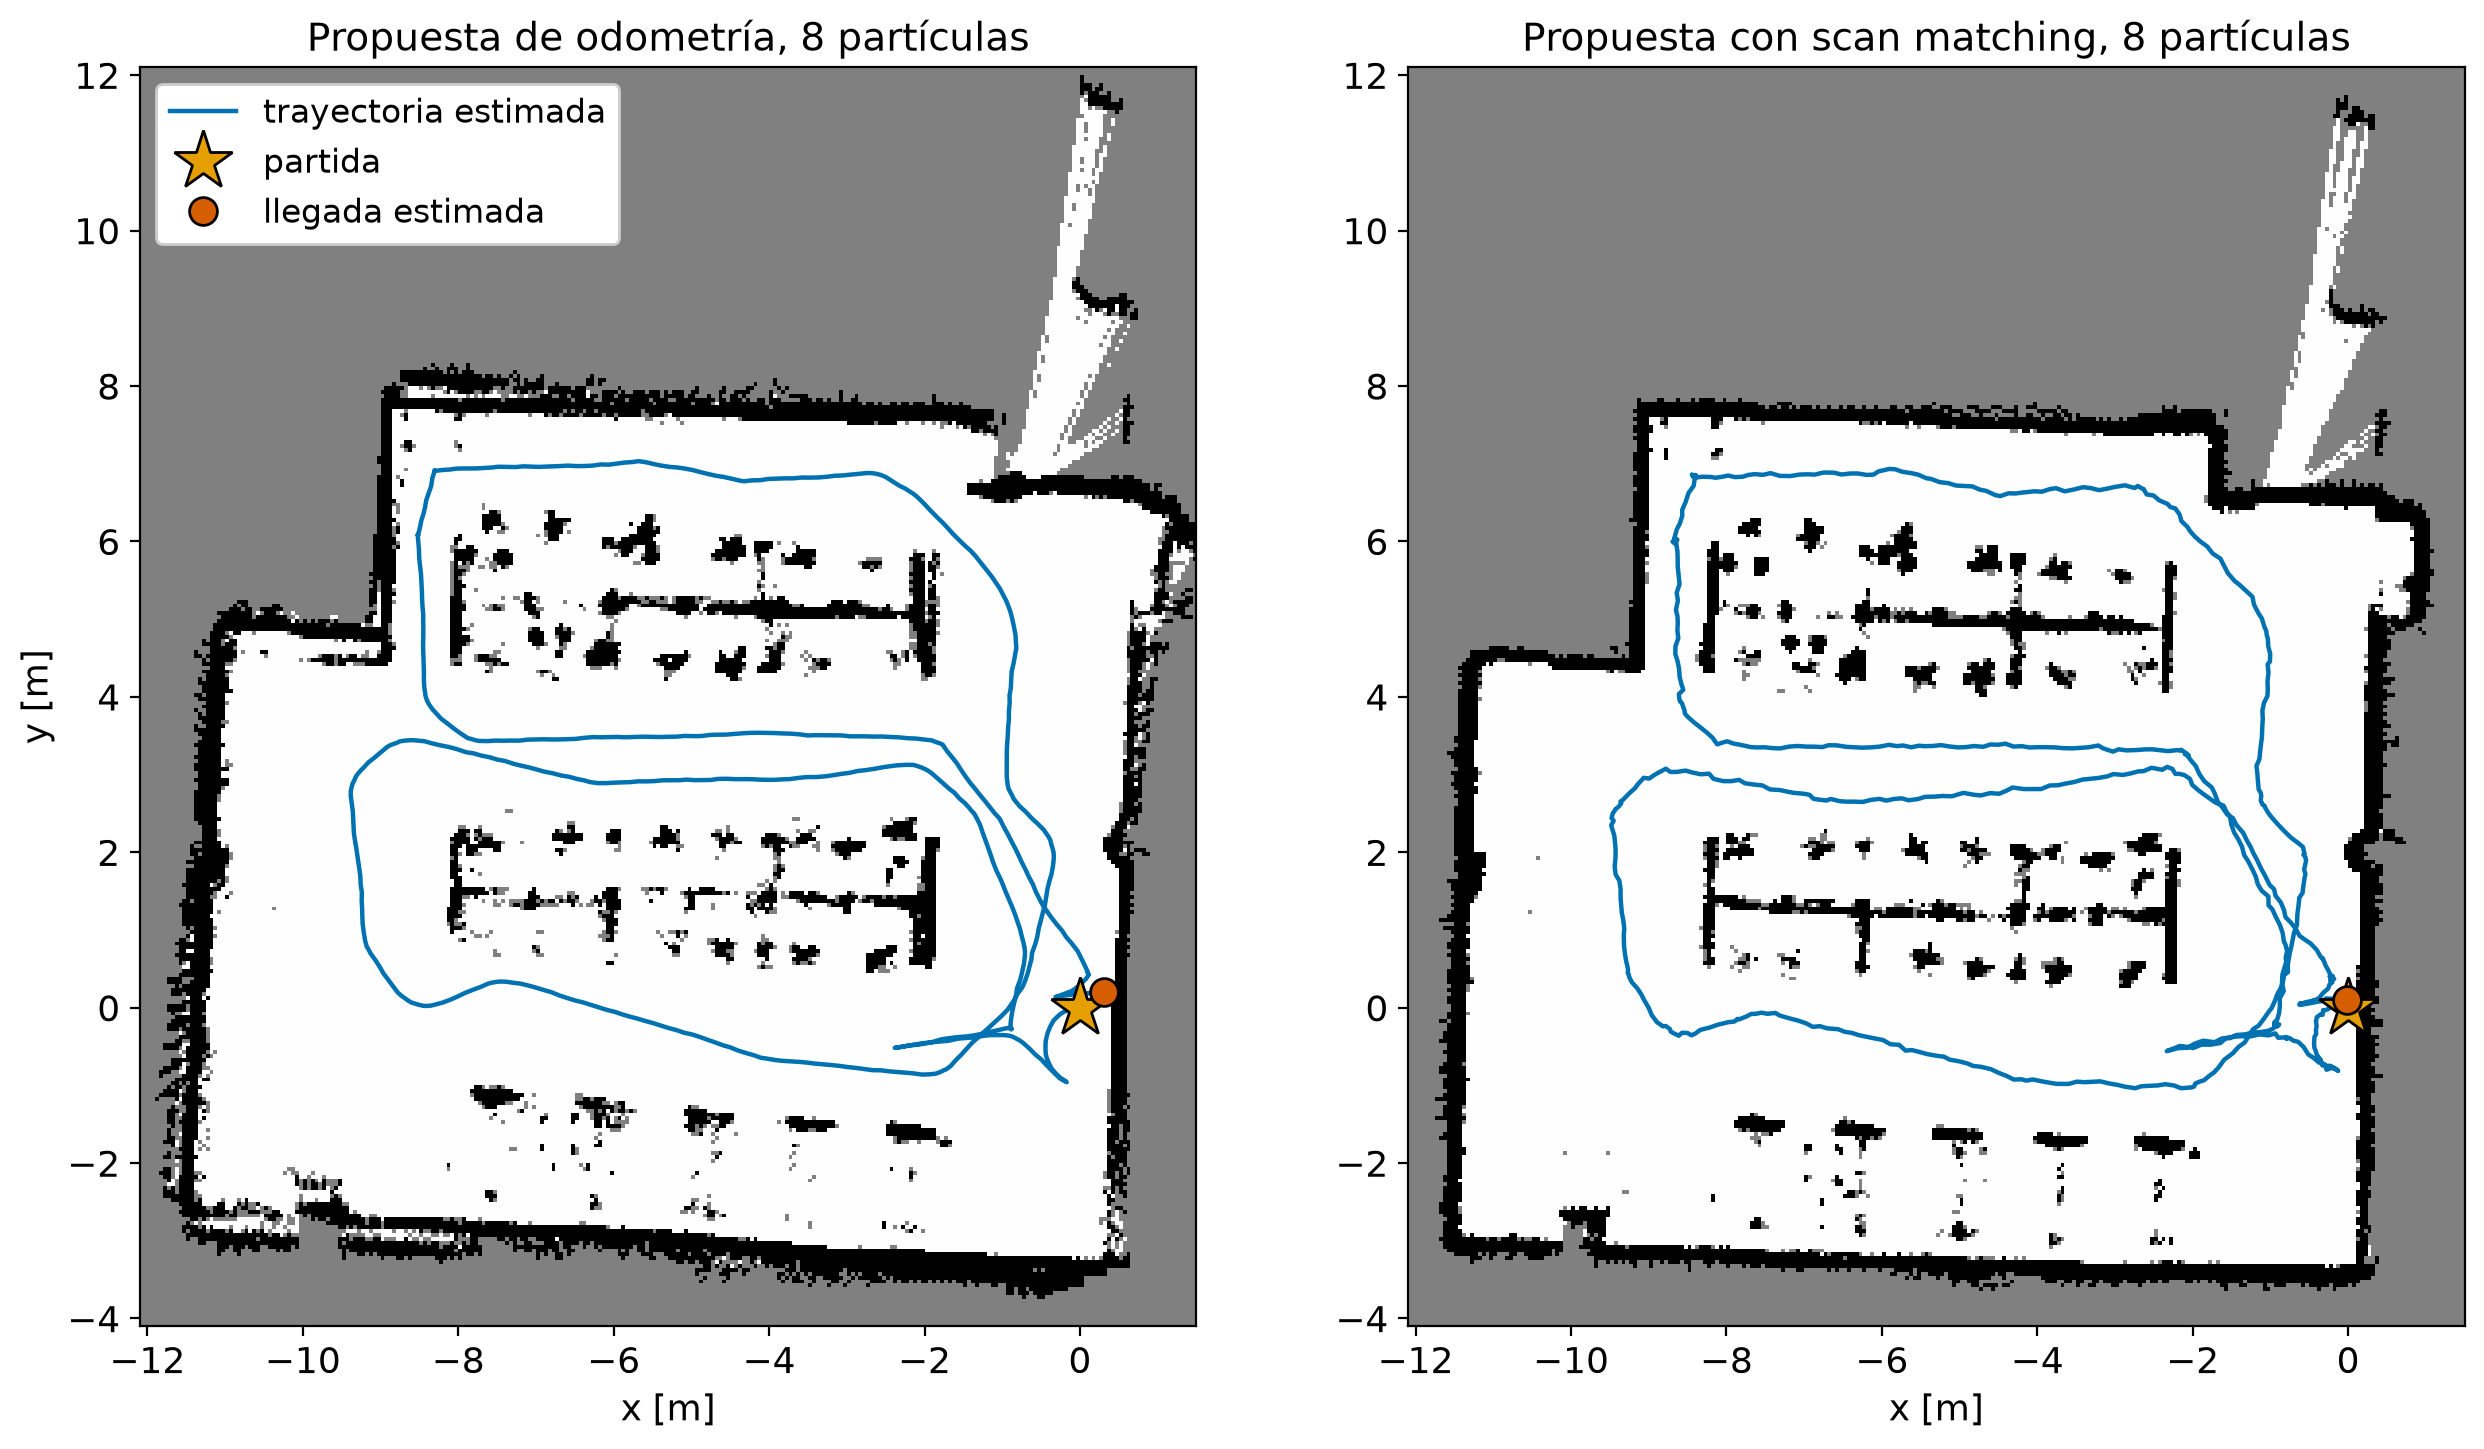 Propuesta de odometría, 8 partículas
trayectoria estimada
partida
llegada estimada
12
10
8
6
4
2
0
−2
−4
y [m]
−12 −10 −8 −6 −4 −2 0
x [m]
Propuesta con scan matching, 8 partículas
12
10
8
6
4
2
0
−2
−4
−12 −10 −8 −6 −4 −2 0
x [m]